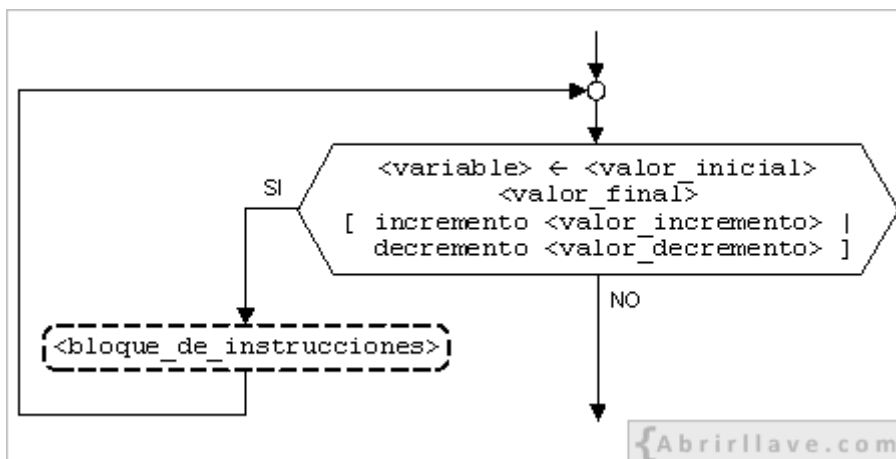 <variable> ← <valor_inicial>
<valor_final>
[ incremento <valor_incremento> |
decremento <valor_decremento> ]
SI
NO
<bloque_de_instrucciones>
{Abrirllave.com